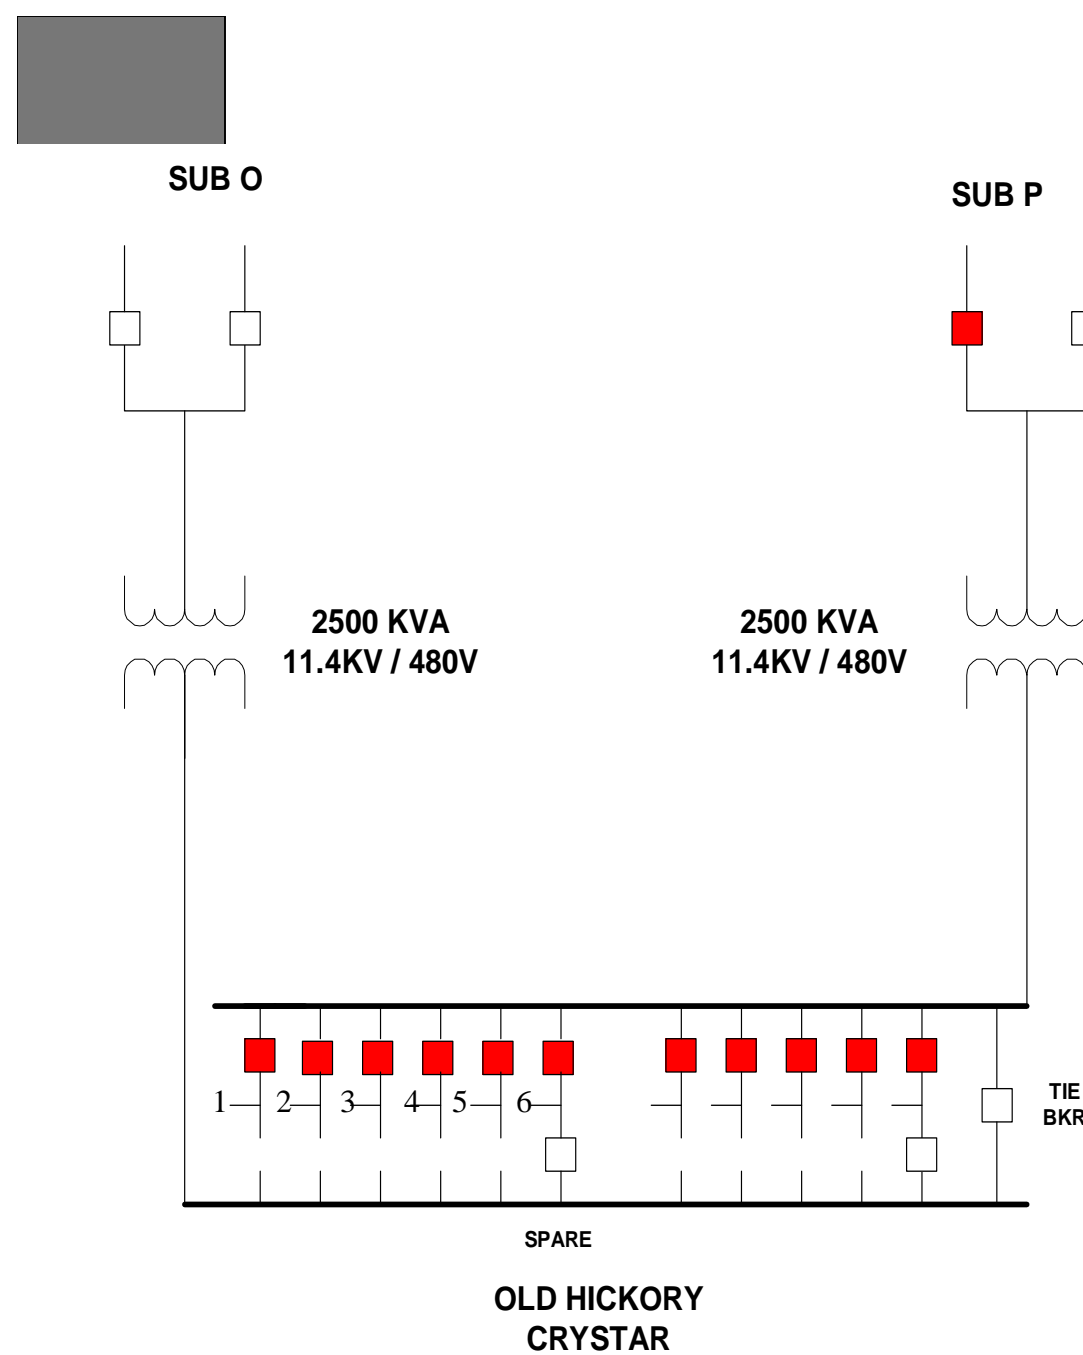 SUB O
SUB P
2500 KVA
11.4KV / 480V
2500 KVA
11.4KV / 480V
1 2 3 4 5 6
TIE
BKR
SPARE
OLD HICKORY
CRYSTAR